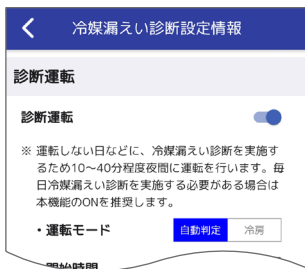 冷媒漏えい診断設定情報
診断運転
診断運転
※ 運転しない日などに、冷媒漏えい診断を実施す
るため10～40分程度夜間に運転を行います。毎
日冷媒漏えい診断を実施する必要がある場合は
本機能のONを推奨します。
・運転モード 自動判定 冷房
開始時間